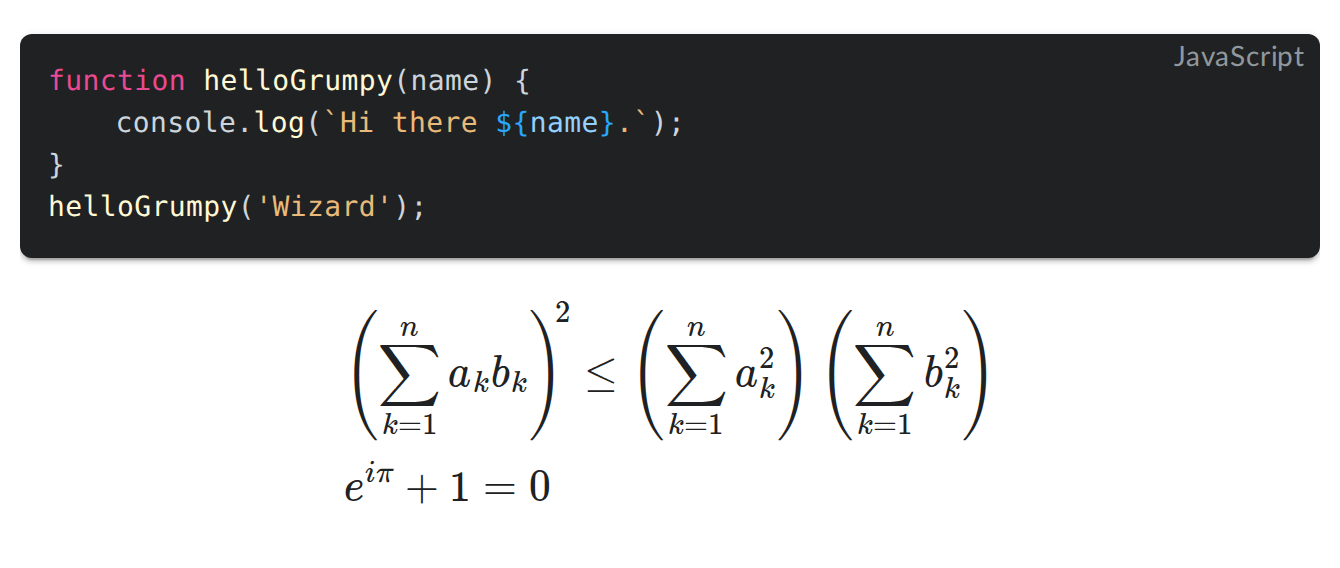 JavaScript
function helloGrumpy(name) {
    console.log(`Hi there ${name}.`);
}
helloGrumpy('Wizard');
\left( \sum_{k=1}^{n} a_k b_k \right)^2 \leq \left( \sum_{k=1}^{n} a_k^2 \right) \left( \sum_{k=1}^{n} b_k^2 \right)
e^{i\pi} + 1 = 0